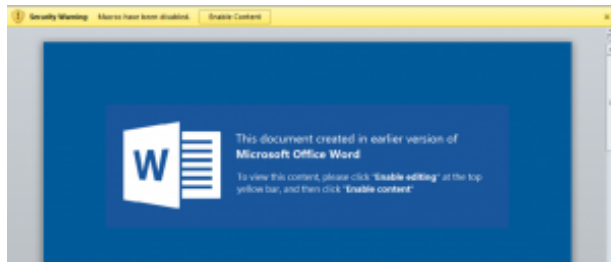 Security Warning Macros have been disabled. Enable Content
W
This document created in earlier version of
Microsoft Office Word
To view this content, please click "Enable editing" at the top
yellow bar, and then click "Enable content"